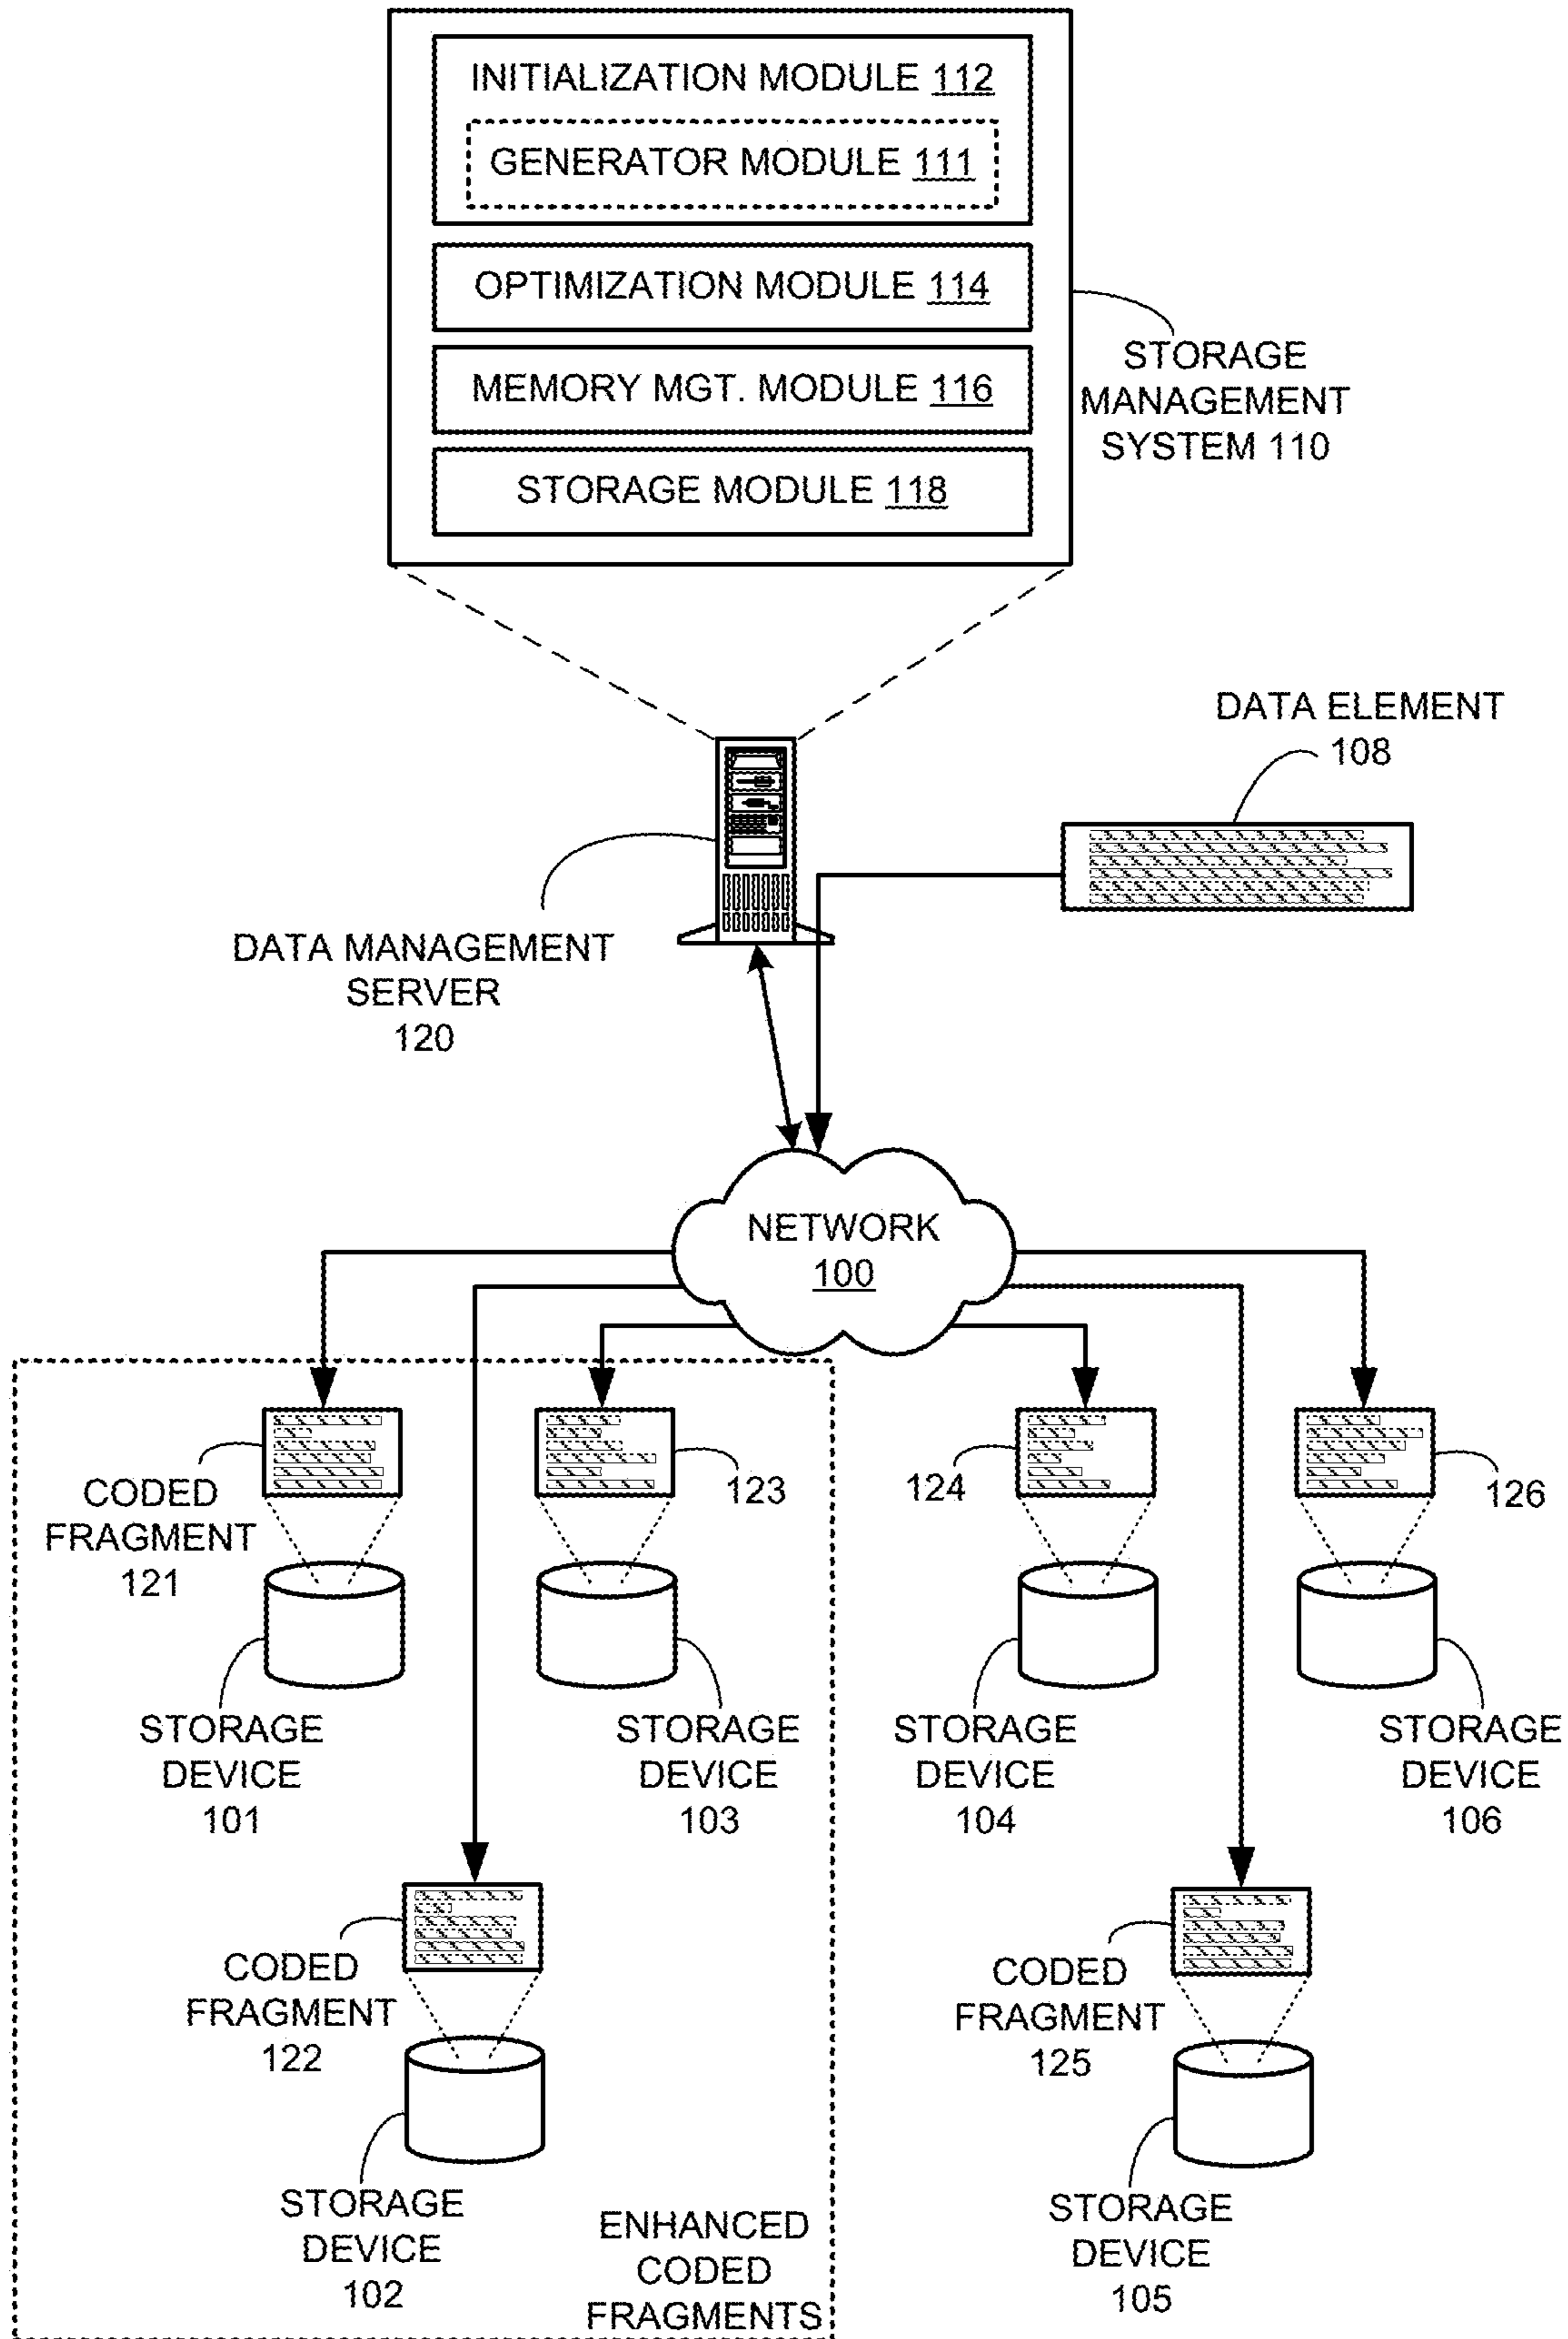 INITIALIZATION MODULE 112
GENERATOR MODULE 111
OPTIMIZATION MODULE 114
MEMORY MGT. MODULE 116
STORAGE MODULE 118
STORAGE
MANAGEMENT
SYSTEM 110
DATA ELEMENT
108
DATA MANAGEMENT
SERVER
120
NETWORK
100
CODED
FRAGMENT
121
123
124
126
STORAGE
DEVICE
101
STORAGE
DEVICE
103
STORAGE
DEVICE
104
STORAGE
DEVICE
106
CODED
FRAGMENT
122
CODED
FRAGMENT
125
STORAGE
DEVICE
102
ENHANCED
CODED
FRAGMENTS
STORAGE
DEVICE
105